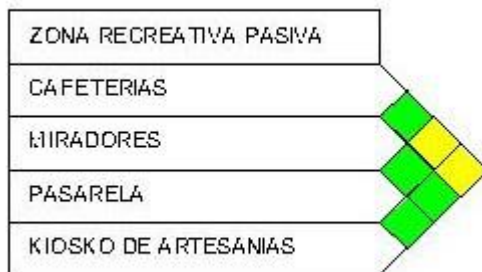 ZONA RECREATIVA PASIVA
CAFETERIAS
MIRADORES
PASARELA
KIOSKO DE ARTESANIAS